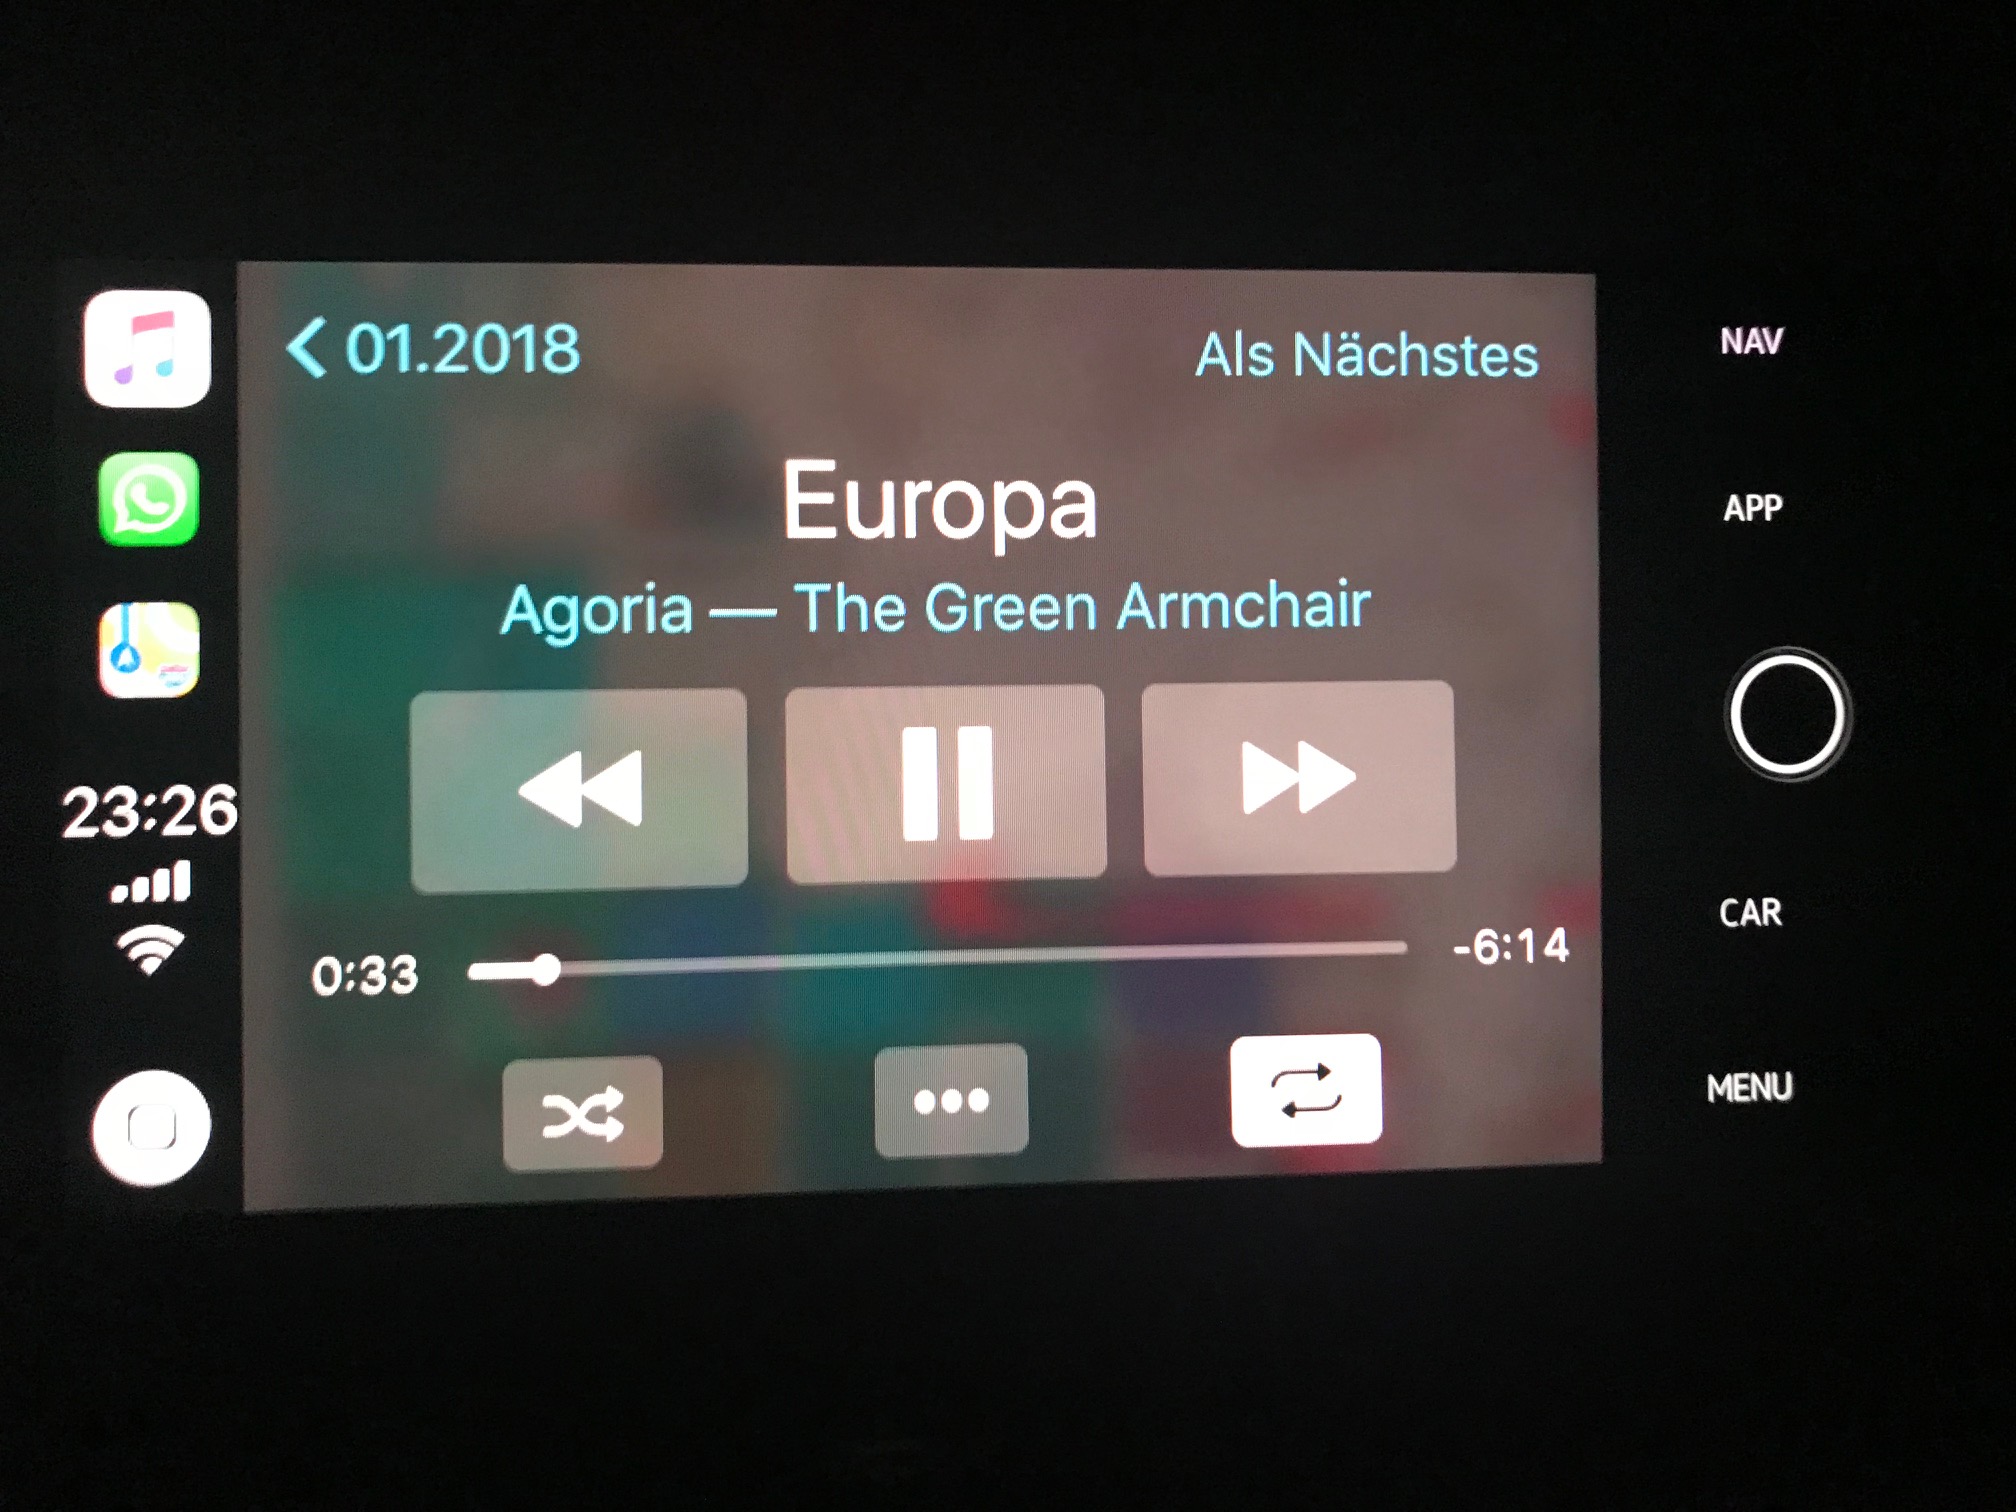 01.2018
Als Nächstes
Europa
Agoria — The Green Armchair
0:33
-6:14
23:26
NAV
APP
CAR
MENU